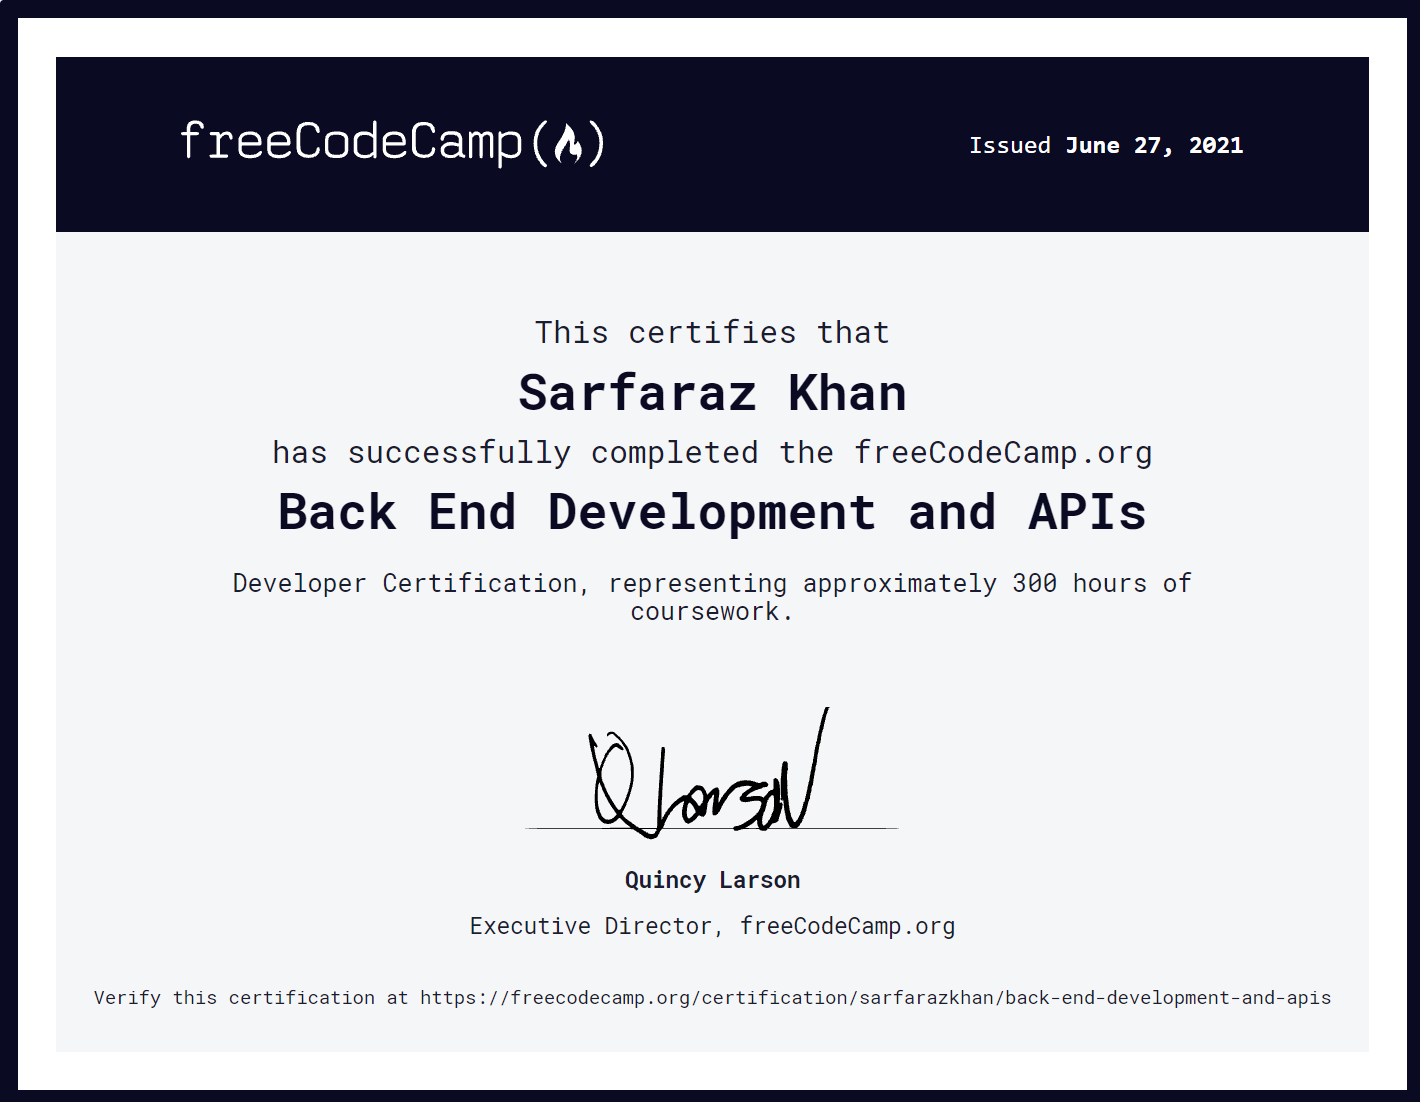 freeCodeCamp
Issued June 27, 2021
This certifies that
Sarfaraz Khan
has successfully completed the freeCodeCamp.org
Back End Development and APIs
Developer Certification, representing approximately 300 hours of
coursework.
Q Larson
Quincy Larson
Executive Director, freeCodeCamp.org
Verify this certification at https://freecodecamp.org/certification/sarfarazkhan/back-end-development-and-apis